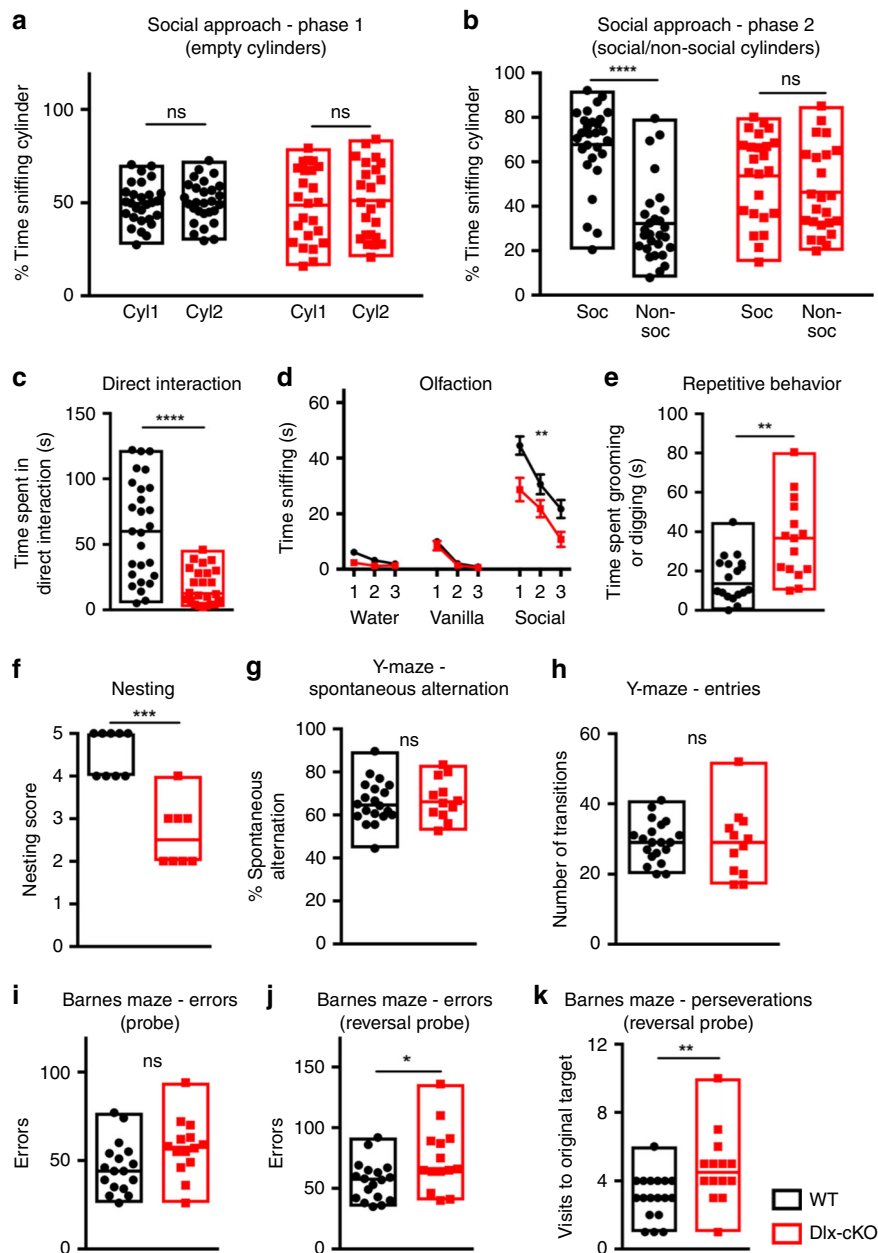 a
Social approach - phase 1
(empty cylinders)
% Time sniffing cylinder
100
50
0
ns
ns
Cyl1
Cyl2
Cyl1
Cyl2
b
Social approach - phase 2
(social/non-social cylinders)
% Time sniffing cylinder
100
80
60
40
20
0
****
ns
Soc
Non-
soc
Soc
Non-
soc
c
Direct interaction
Time spent in
direct interaction (s)
150
100
50
0
****
d
Olfaction
Time sniffing (s)
60
40
20
0
**
1 2 3
1 2 3
1 2 3
Water
Vanilla
Social
e
Repetitive behavior
Time spent grooming
or digging (s)
100
80
60
40
20
0
**
f
Nesting
Nesting score
5
4
3
2
1
0
***
g
Y-maze -
spontaneous alternation
% Spontaneous
alternation
100
80
60
40
20
0
ns
h
Y-maze - entries
Number of transitions
60
40
20
0
ns
i
Barnes maze - errors
(probe)
Errors
100
50
0
ns
j
Barnes maze - errors
(reversal probe)
Errors
150
100
50
0
*
k
Barnes maze - perseverations
(reversal probe)
Visits to original target
12
8
4
0
**
WT
Dlx-cKO